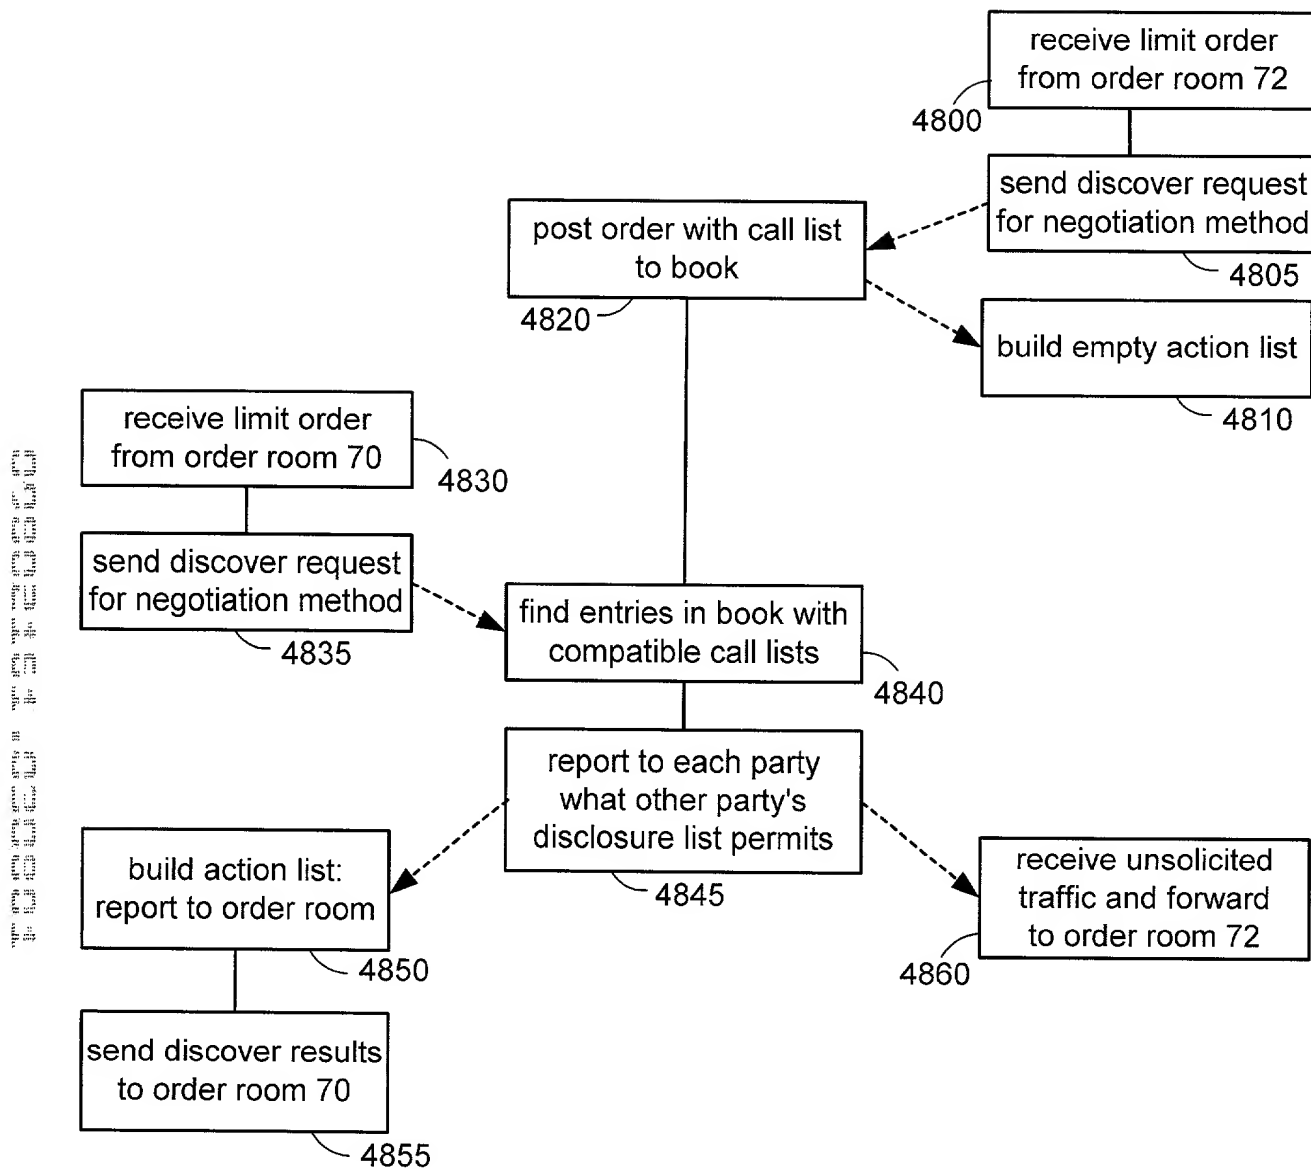 receive limit order
from order room 72
4800
send discover request
for negotiation method
4805
post order with call list
to book
4820
build empty action list
4810
receive limit order
from order room 70
4830
send discover request
for negotiation method
4835
find entries in book with
compatible call lists
4840
report to each party
what other party's
disclosure list permits
4845
build action list:
report to order room
4850
receive unsolicited
traffic and forward
to order room 72
4860
send discover results
to order room 70
4855